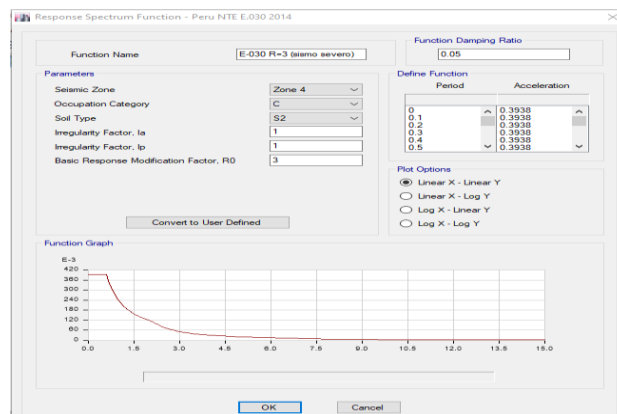 Response Spectrum Function - Peru NTE E.030 2014
Function Name
E-030 R=3 (sismo severo)
Function Damping Ratio
0.05
Parameters
Seismic Zone
Zone 4
Occupation Category
C
Soil Type
S2
Irregularity Factor, Ia
1
Irregularity Factor, Ip
1
Basic Response Modification Factor, R0
3
Convert to User Defined
Define Function
Period
Acceleration
0
0.3938
0.1
0.3938
0.2
0.3938
0.3
0.3938
0.4
0.3938
0.5
0.3938
Plot Options
Linear X - Linear Y
Linear X - Log Y
Log X - Linear Y
Log X - Log Y
Function Graph
E-3
420
360
300
240
180
120
60
0
0.0 1.5 3.0 4.5 6.0 7.5 9.0 10.5 12.0 13.5 15.0
OK
Cancel